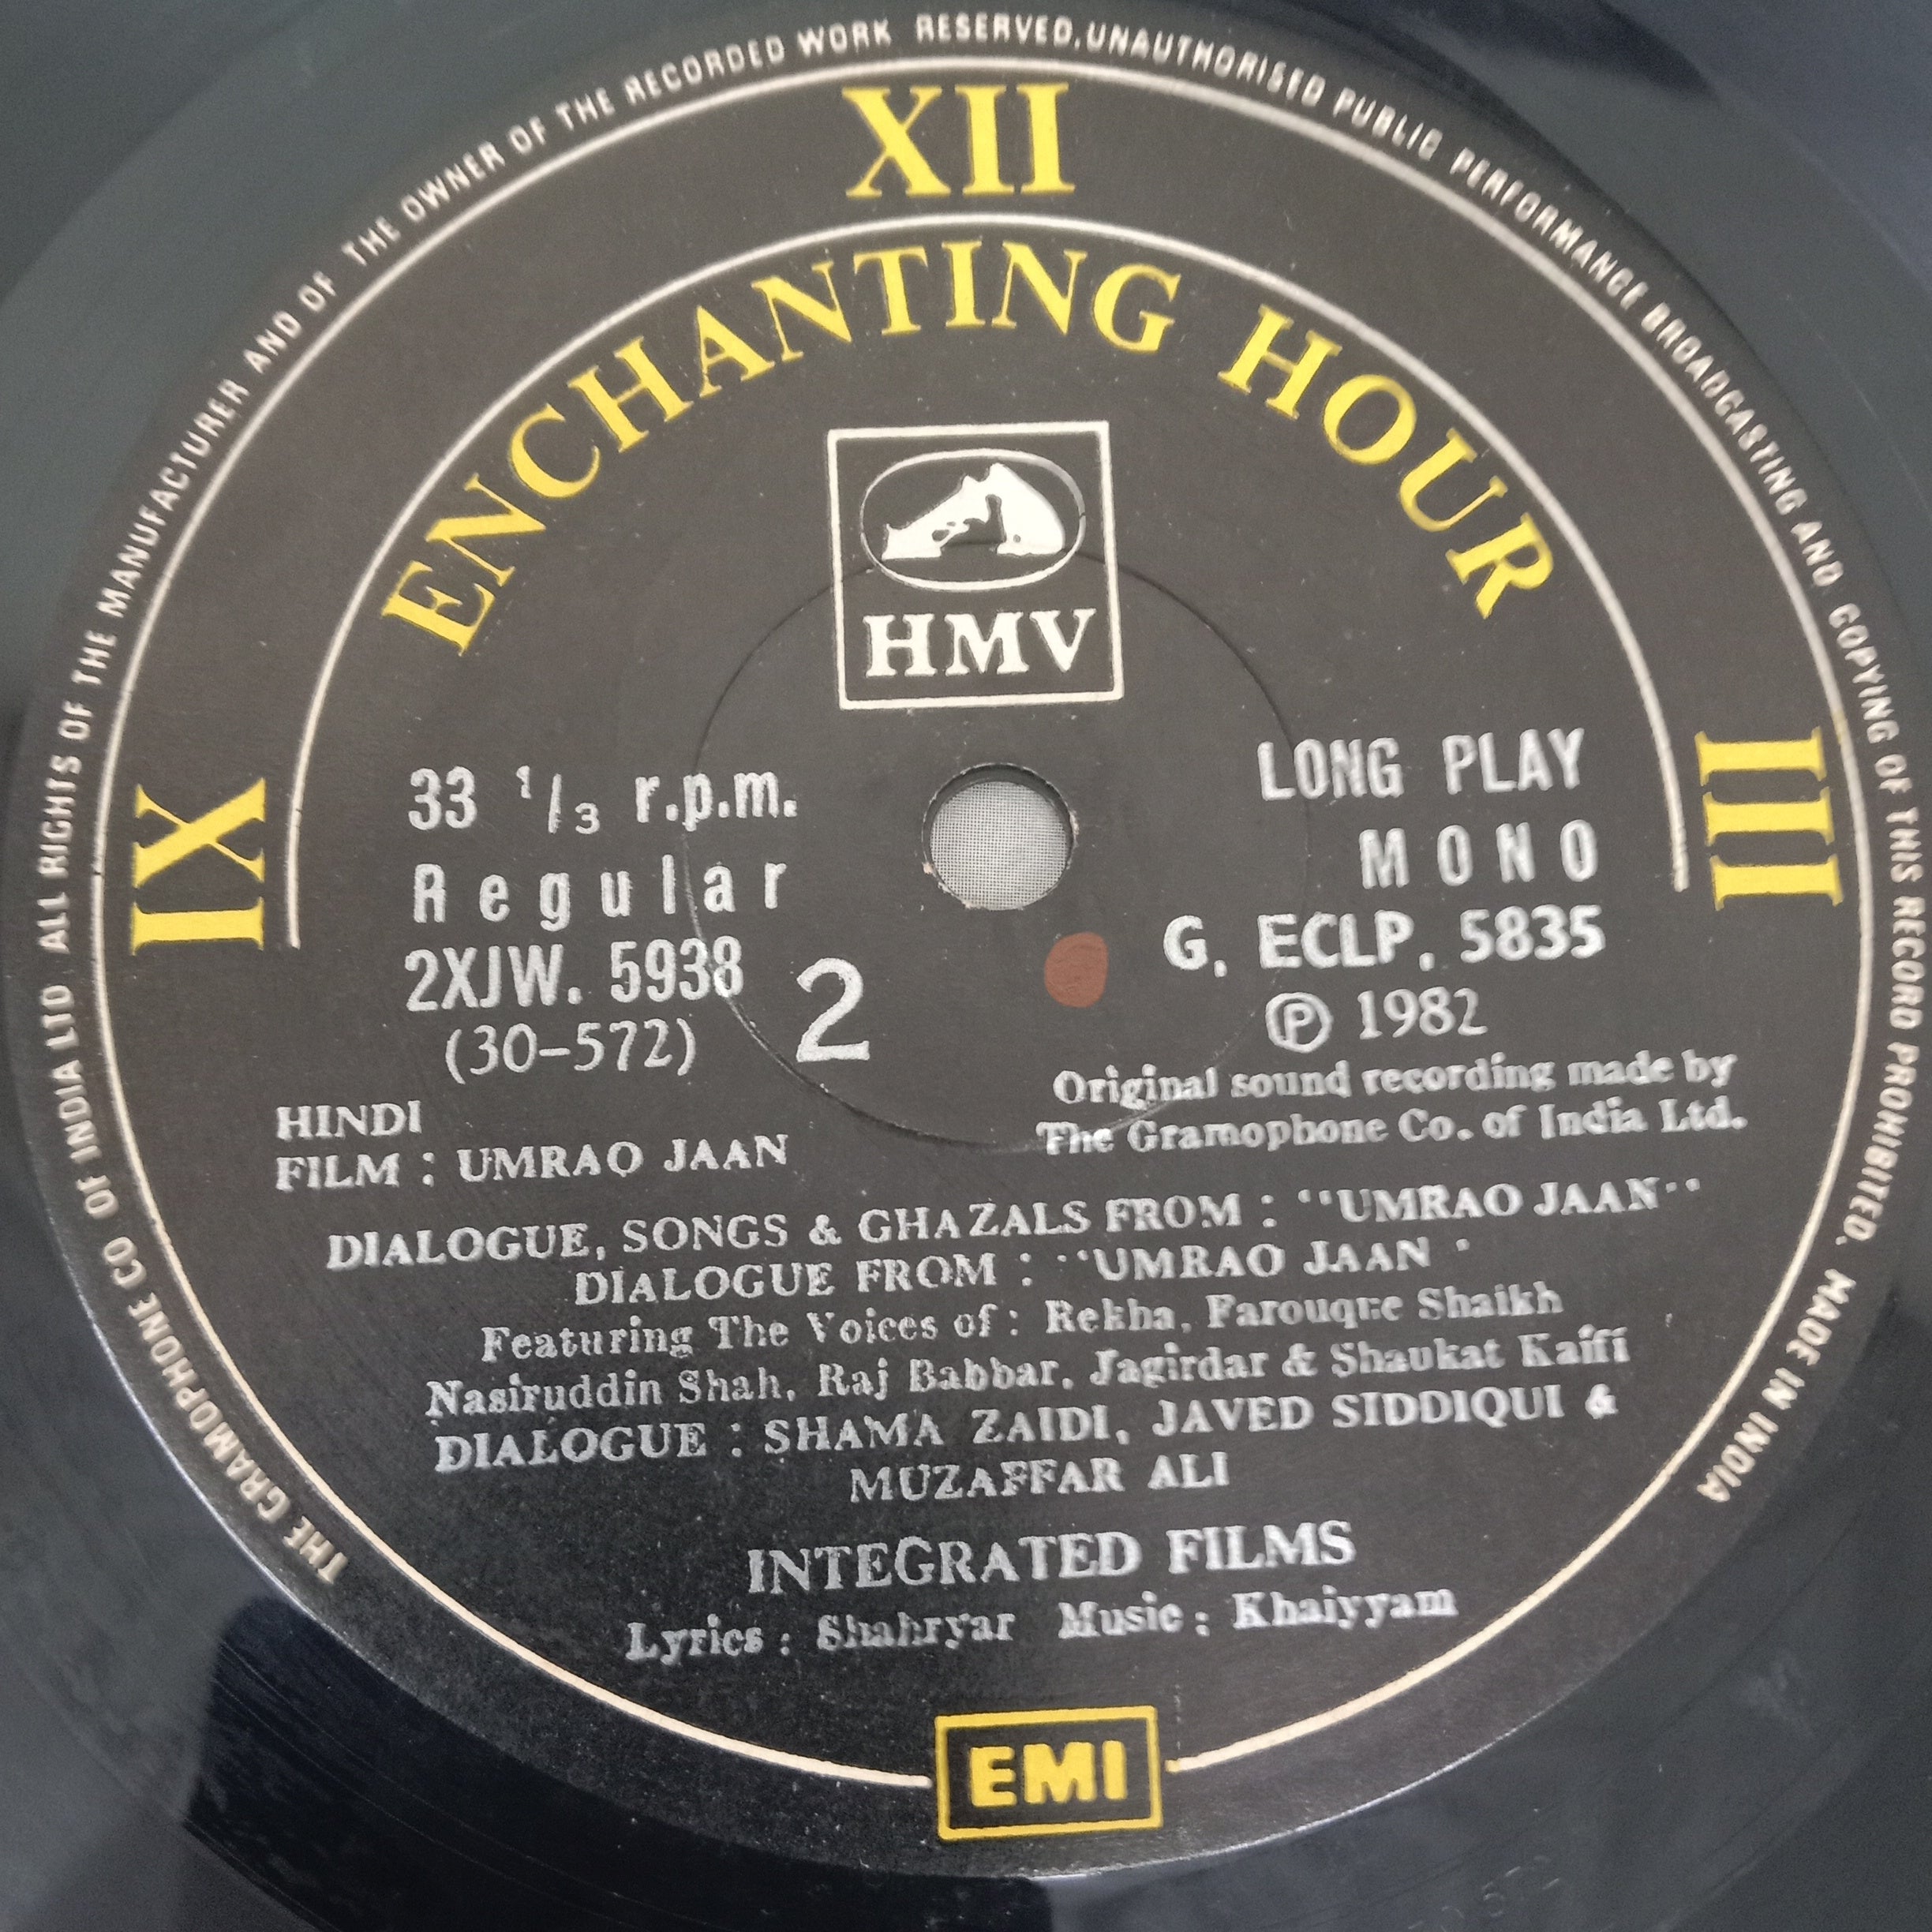 THE GRAMOPHONE CO. OF INDIA LTD. ALL RIGHTS OF THE MANUFACTURER AND OF THE OWNER OF THE RECORDED WORK RESERVED. UNAUTHORISED PUBLIC PERFORMANCE BROADCASTING AND COPYING OF THIS RECORD PROHIBITED. MADE IN INDIA
XII
ENCHANTING HOUR
HMV
IX
III
33 1/3 r.p.m.
Regular
2XJW. 5938
(30-572)
2
LONG PLAY
MONO
G. ECLP. 5835
Ⓟ 1982
Original sound recording made by
The Gramophone Co. of India Ltd.
HINDI
FILM : UMRAO JAAN
DIALOGUE, SONGS & GHAZALS FROM : "UMRAO JAAN"
DIALOGUE FROM : "UMRAO JAAN"
Featuring The Voices of : Rekha, Farouque Shaikh
Nasiruddin Shah, Raj Babbar, Jagirdar & Shaukat Kaifi
DIALOGUE : SHAMA ZAIDI, JAVED SIDDIQUI &
MUZAFFAR ALI
INTEGRATED FILMS
Lyrics : Shahryar Music : Khaiyyam
EMI